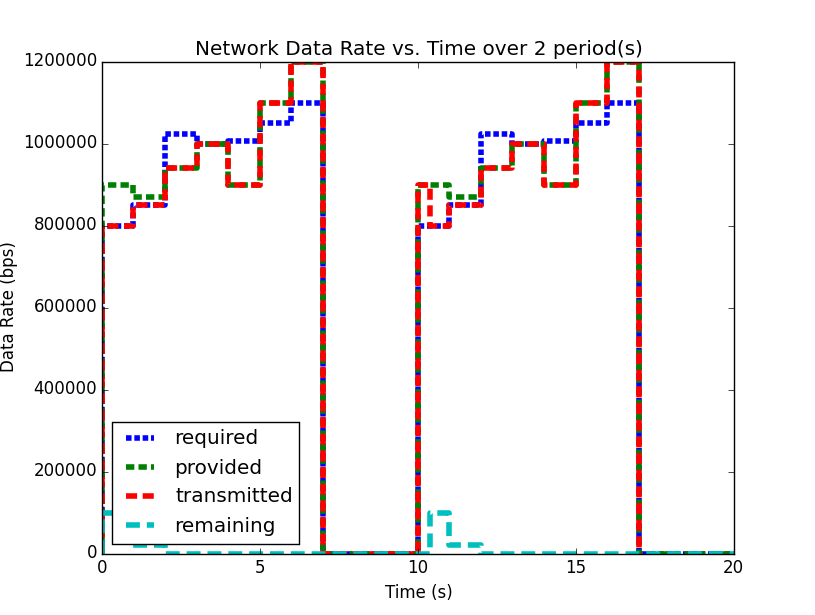 Network Data Rate vs. Time over 2 period(s)
1200000
1000000
800000
600000
400000
200000
0
Data Rate (bps)
required
provided
transmitted
remaining
0 5 10 15 20
Time (s)